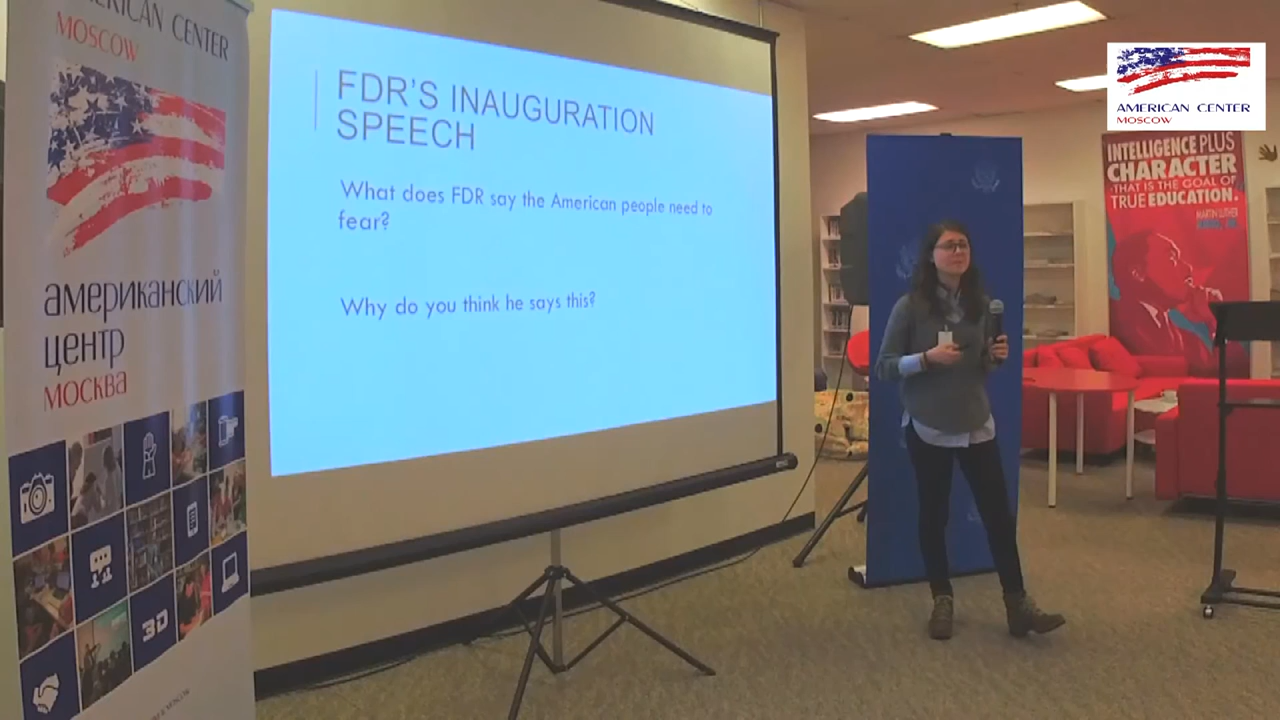 AMERICAN CENTER
MOSCOW
американский
центр
москва
3D
FDR'S INAUGURATION
SPEECH
What does FDR say the American people need to
fear?
Why do you think he says this?
AMERICAN CENTER
MOSCOW
INTELLIGENCE PLUS
CHARACTER
-THAT IS THE GOAL OF
TRUE EDUCATION.
MARTIN LUTHER